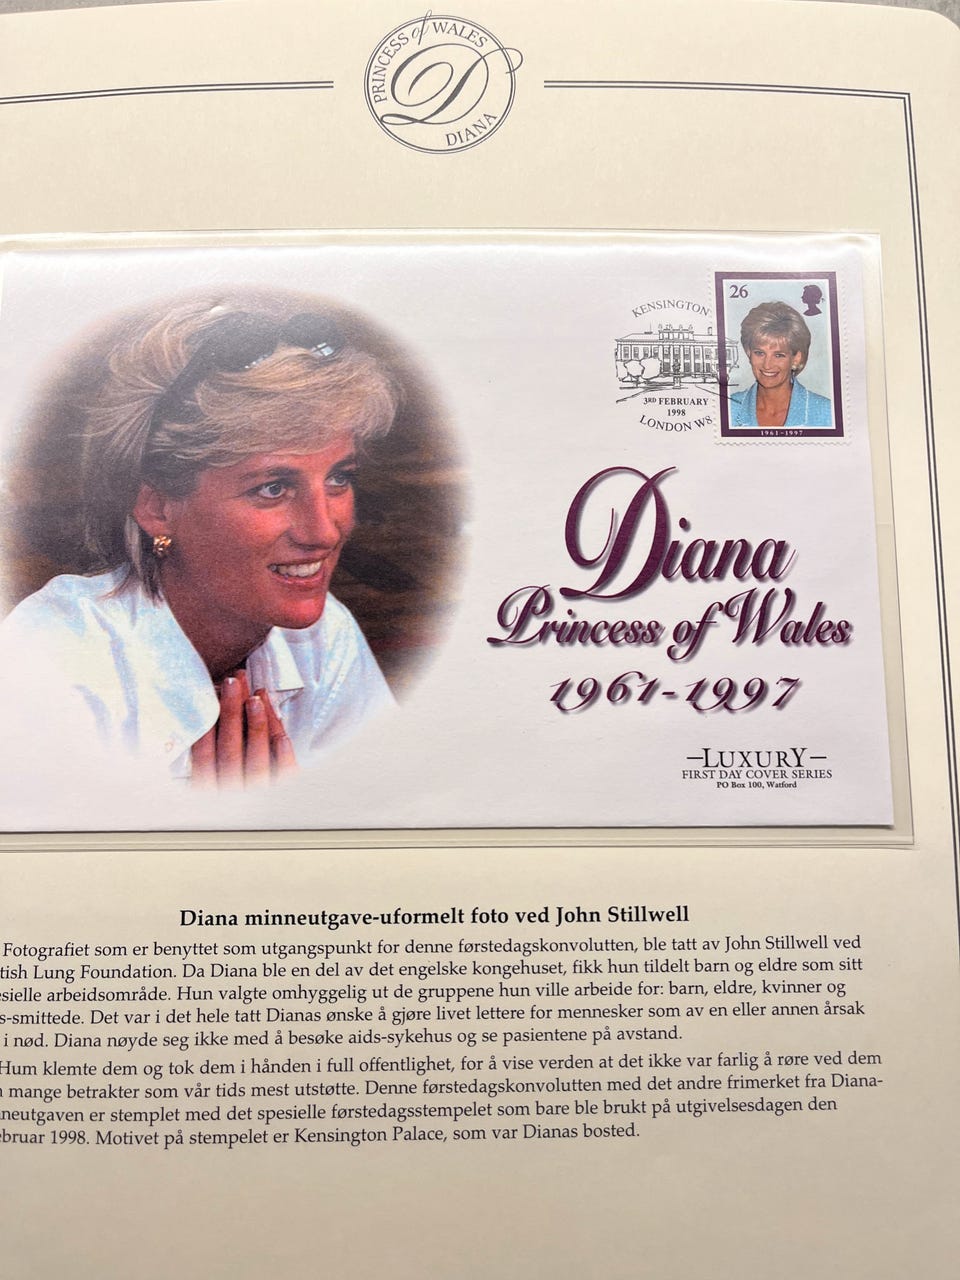 PRINCESS of WALES
D
DIANA
KENSINGTON
3RD FEBRUARY
1998
LONDON W8
26
1961-1997
Diana
Princess of Wales
1961-1997
LUXURY
FIRST DAY COVER SERIES
PO Box 100, Watford
Diana minneutgave-uformelt foto ved John Stillwell
Fotografiet som er benyttet som utgangspunkt for denne førstedagskonvolutten, ble tatt av John Stillwell ved
tish Lung Foundation. Da Diana ble en del av det engelske kongehuset, fikk hun tildelt barn og eldre som sitt
esielle arbeidsområde. Hun valgte omhyggelig ut de gruppene hun ville arbeide for: barn, eldre, kvinner og
s-smittede. Det var i det hele tatt Dianas ønske å gjøre livet lettere for mennesker som av en eller annen årsak
i nød. Diana nøyde seg ikke med å besøke aids-sykehus og se pasientene på avstand.
Hum klemte dem og tok dem i hånden i full offentlighet, for å vise verden at det ikke var farlig å røre ved dem
mange betrakter som vår tids mest utstøtte. Denne førstedagskonvolutten med det andre frimerket fra Diana-
neutgaven er stemplet med det spesielle førstedagsstempelet som bare ble brukt på utgivelsesdagen den
ebruar 1998. Motivet på stempelet er Kensington Palace, som var Dianas bosted.